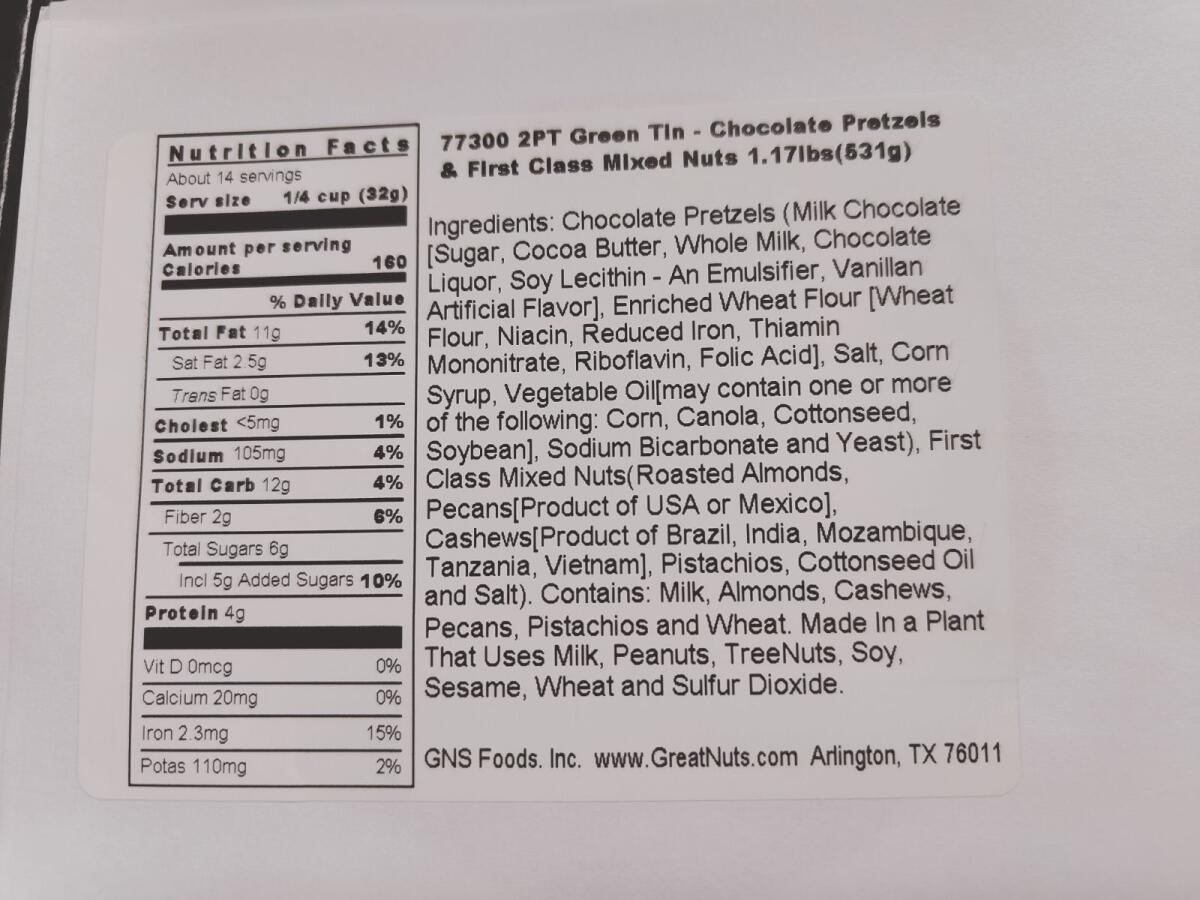 Nutrition Facts
About 14 servings
Serv size 1/4 cup (32g)
Amount per serving
Calories 160
% Daily Value
Total Fat 11g 14%
Sat Fat 2.5g 13%
Trans Fat 0g
Cholest <5mg 1%
Sodium 105mg 4%
Total Carb 12g 4%
Fiber 2g 6%
Total Sugars 6g
Incl 5g Added Sugars 10%
Protein 4g
Vit D 0mcg 0%
Calcium 20mg 0%
Iron 2.3mg 15%
Potas 110mg 2%
77300 2PT Green Tin - Chocolate Pretzels
& First Class Mixed Nuts 1.17lbs(531g)
Ingredients: Chocolate Pretzels (Milk Chocolate
[Sugar, Cocoa Butter, Whole Milk, Chocolate
Liquor, Soy Lecithin - An Emulsifier, Vanillan
Artificial Flavor], Enriched Wheat Flour [Wheat
Flour, Niacin, Reduced Iron, Thiamin
Mononitrate, Riboflavin, Folic Acid], Salt, Corn
Syrup, Vegetable Oil[may contain one or more
of the following: Corn, Canola, Cottonseed,
Soybean], Sodium Bicarbonate and Yeast), First
Class Mixed Nuts(Roasted Almonds,
Pecans[Product of USA or Mexico],
Cashews[Product of Brazil, India, Mozambique,
Tanzania, Vietnam], Pistachios, Cottonseed Oil
and Salt). Contains: Milk, Almonds, Cashews,
Pecans, Pistachios and Wheat. Made In a Plant
That Uses Milk, Peanuts, TreeNuts, Soy,
Sesame, Wheat and Sulfur Dioxide.
GNS Foods. Inc. www.GreatNuts.com Arlington, TX 76011